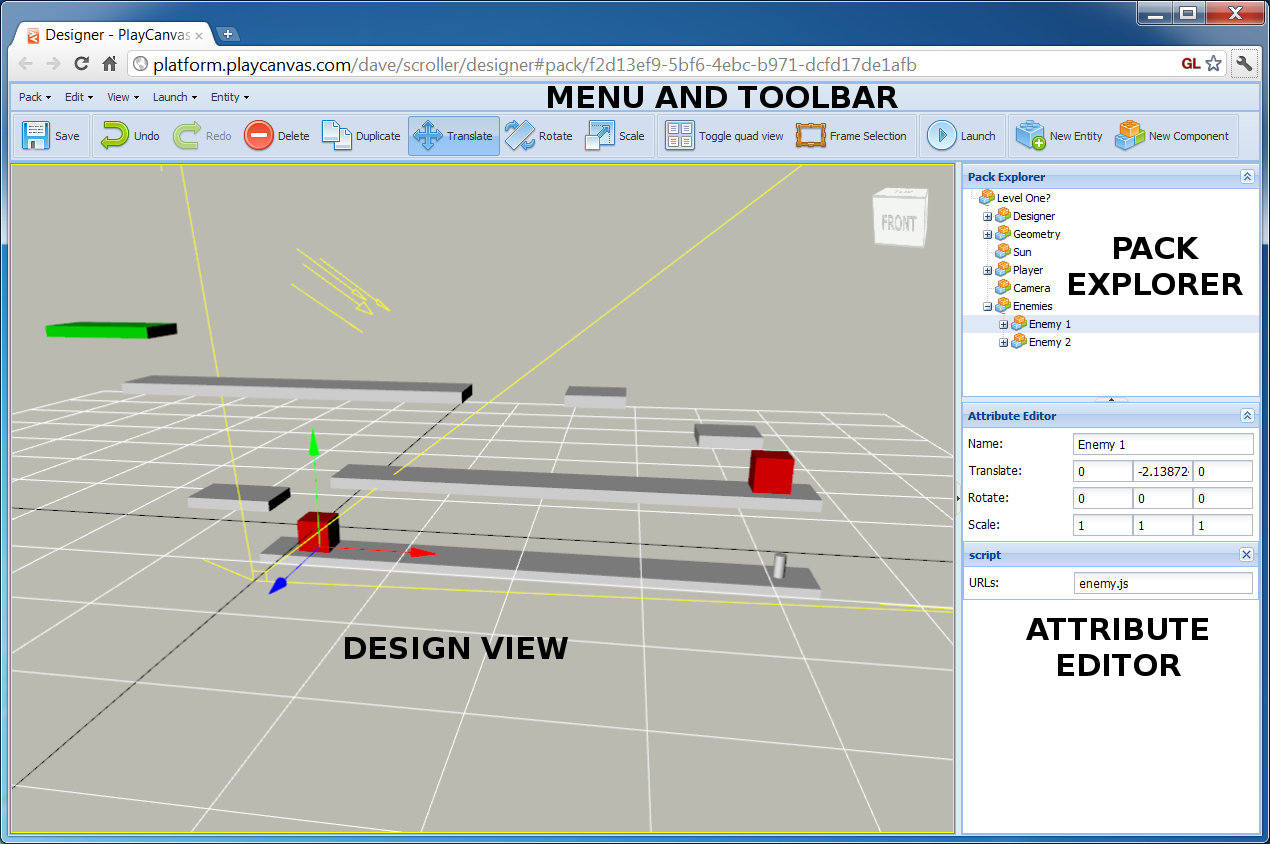 Designer - PlayCanvas
platform.playcanvas.com/dave/scroller/designer#pack/f2d13ef9-5bf6-4ebc-b971-dcfd17de1afb GL
Pack Edit View Launch Entity
MENU AND TOOLBAR
Save Undo Redo Delete Duplicate Translate Rotate Scale Toggle quad view Frame Selection Launch New Entity New Component
FRONT
DESIGN VIEW
Pack Explorer
Level One?
Designer
Geometry
Sun
Player
Camera
Enemies
Enemy 1
Enemy 2
PACK
EXPLORER
Attribute Editor
Name: Enemy 1
Translate: 0 -2.13872 0
Rotate: 0 0 0
Scale: 1 1 1
script
URLs: enemy.js
ATTRIBUTE
EDITOR